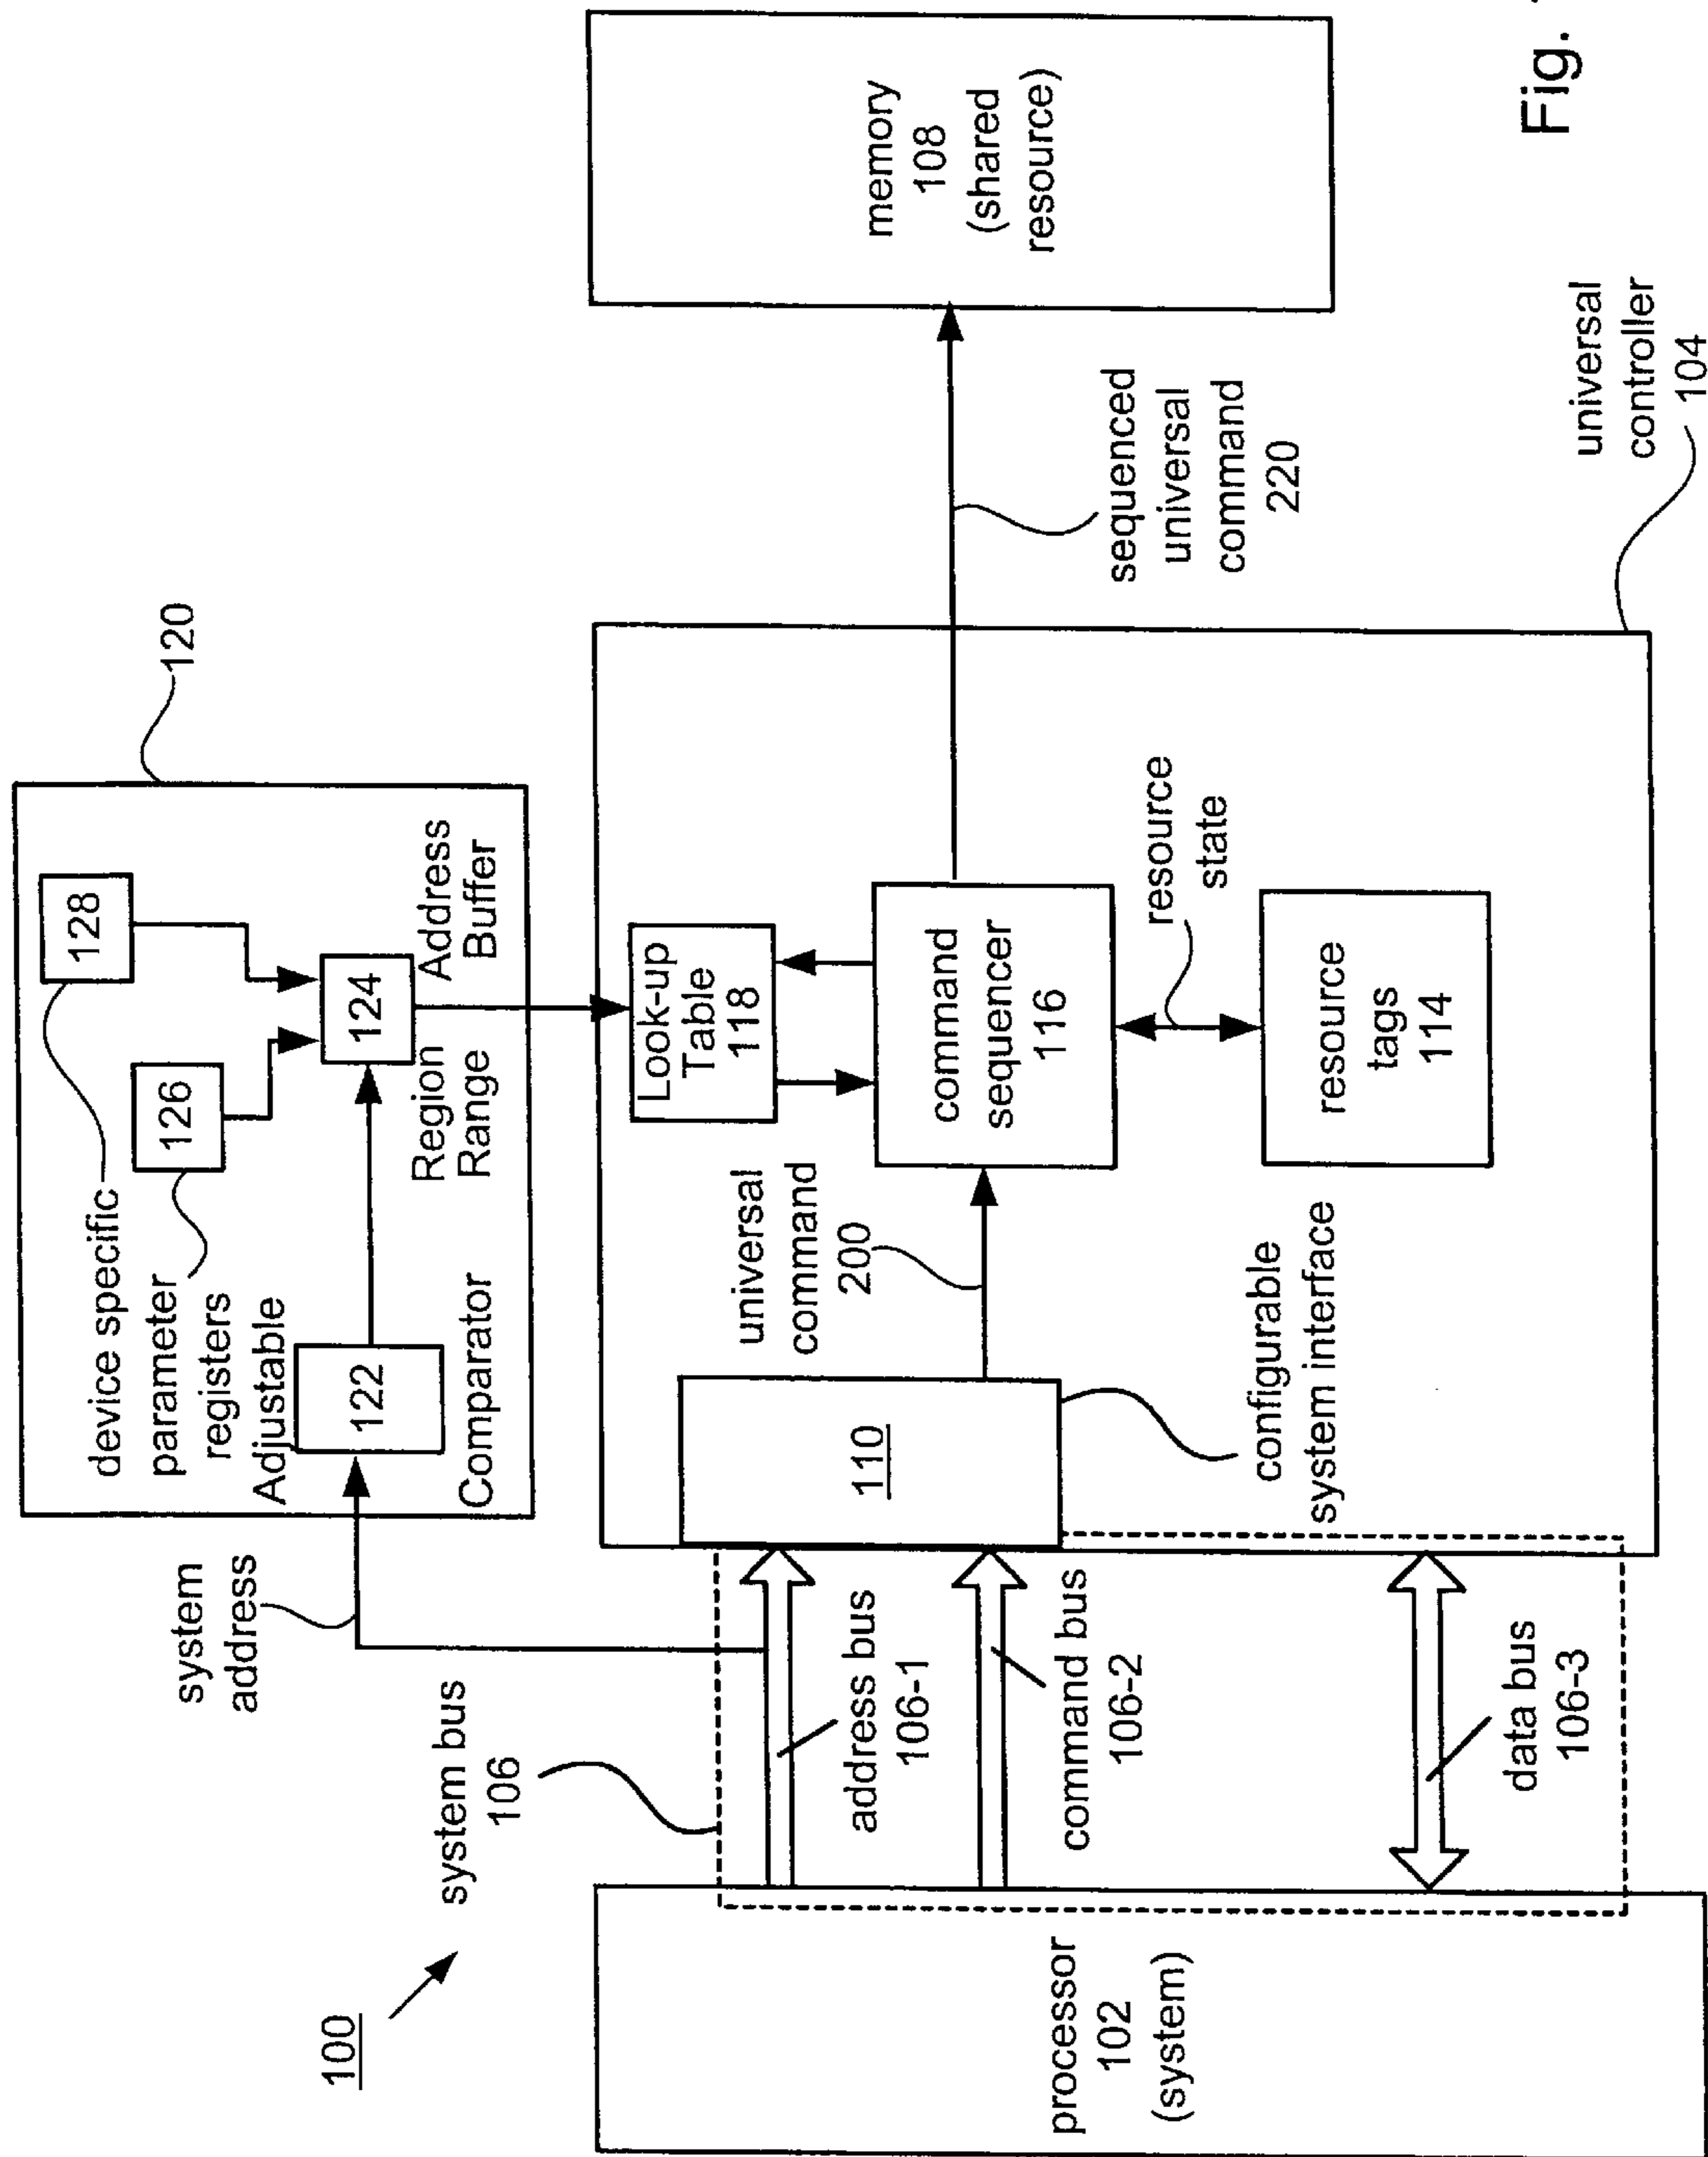 100
120
device specific
128
parameter
registers
126
Adjustable
122
Comparator
124
Region
Range
Address
Buffer
system
address
system bus
106
address bus
106-1
command bus
106-2
data bus
106-3
processor
102
(system)
110
configurable
system interface
universal
command
200
Look-up
Table
118
command
sequencer
116
resource
state
resource
tags
114
sequenced
universal
command
220
memory
108
(shared
resource)
universal
controller
104
Fig.